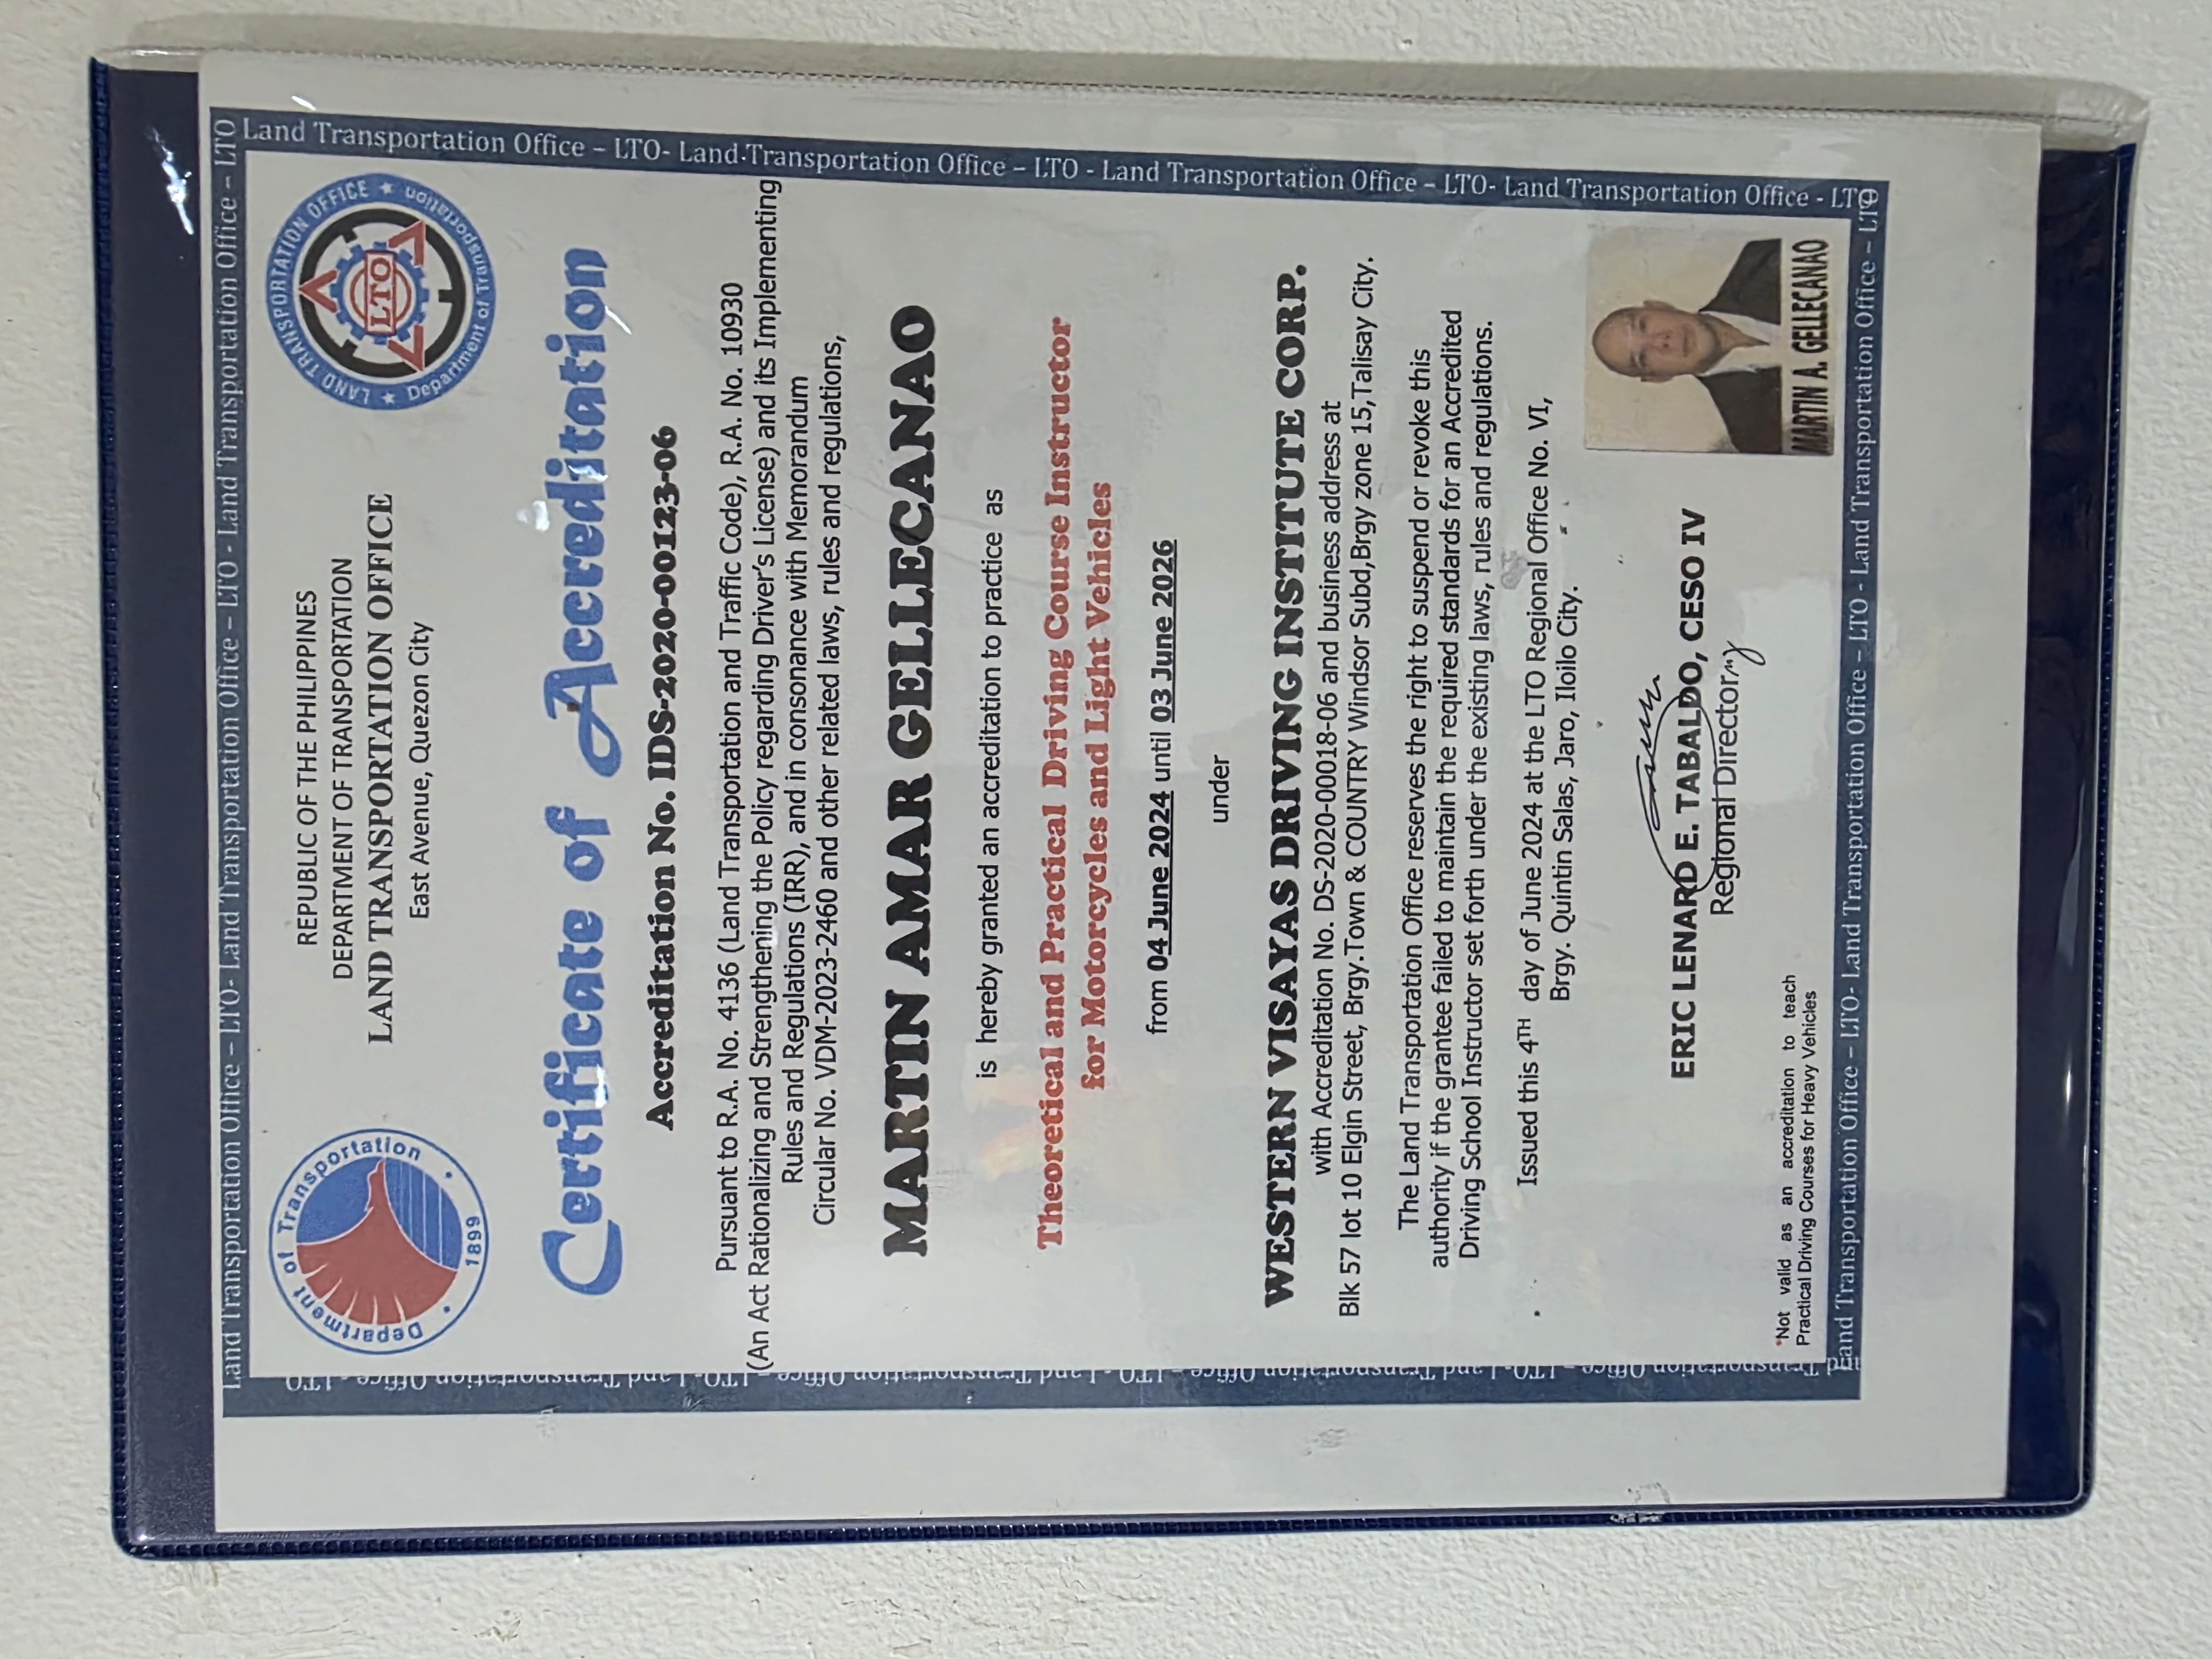 Land Transportation Office – LTO- Land Transportation Office – LTO - Land Transportation Office – LTO
Department of Transportation
1899
REPUBLIC OF THE PHILIPPINES
DEPARTMENT OF TRANSPORTATION
LAND TRANSPORTATION OFFICE
East Avenue, Quezon City
LAND TRANSPORTATION OFFICE
LTO
Department of Transportation
Certificate of Accreditation
Accreditation No. IDS-2020-00123-06
Pursuant to R.A. No. 4136 (Land Transportation and Traffic Code), R.A. No. 10930
(An Act Rationalizing and Strengthening the Policy regarding Driver's License) and its Implementing
Rules and Regulations (IRR), and in consonance with Memorandum
Circular No. VDM-2023-2460 and other related laws, rules and regulations,
MARTIN AMAR GELLECANAO
is hereby granted an accreditation to practice as
Theoretical and Practical Driving Course Instructor
for Motorcycles and Light Vehicles
from 04 June 2024 until 03 June 2026
under
WESTERN VISAYAS DRIVING INSTITUTE CORP.
with Accreditation No. DS-2020-00018-06 and business address at
Blk 57 lot 10 Elgin Street, Brgy.Town & COUNTRY Windsor Subd,Brgy zone 15,Talisay City.
The Land Transportation Office reserves the right to suspend or revoke this
authority if the grantee failed to maintain the required standards for an Accredited
Driving School Instructor set forth under the existing laws, rules and regulations.
Issued this 4TH day of June 2024 at the LTO Regional Office No. VI,
Brgy. Quintin Salas, Jaro, Iloilo City.
ERIC LENARD E. TABALDO, CESO IV
Regional Director
*Not valid as an accreditation to teach
Practical Driving Courses for Heavy Vehicles
MARTIN A. GELLECANAO
Land Transportation Office – LTO- Land Transportation Office – LTO - Land Transportation Office – LTO
Land Transportation Office – LTO- Land Transportation Office – LTO - Land Transportation Office – LTO- Land Transportation Office - LTO
Land Transportation Office – LTO- Land Transportation Office – LTO - Land Transportation Office – LTO- Land Transportation Office - LTO